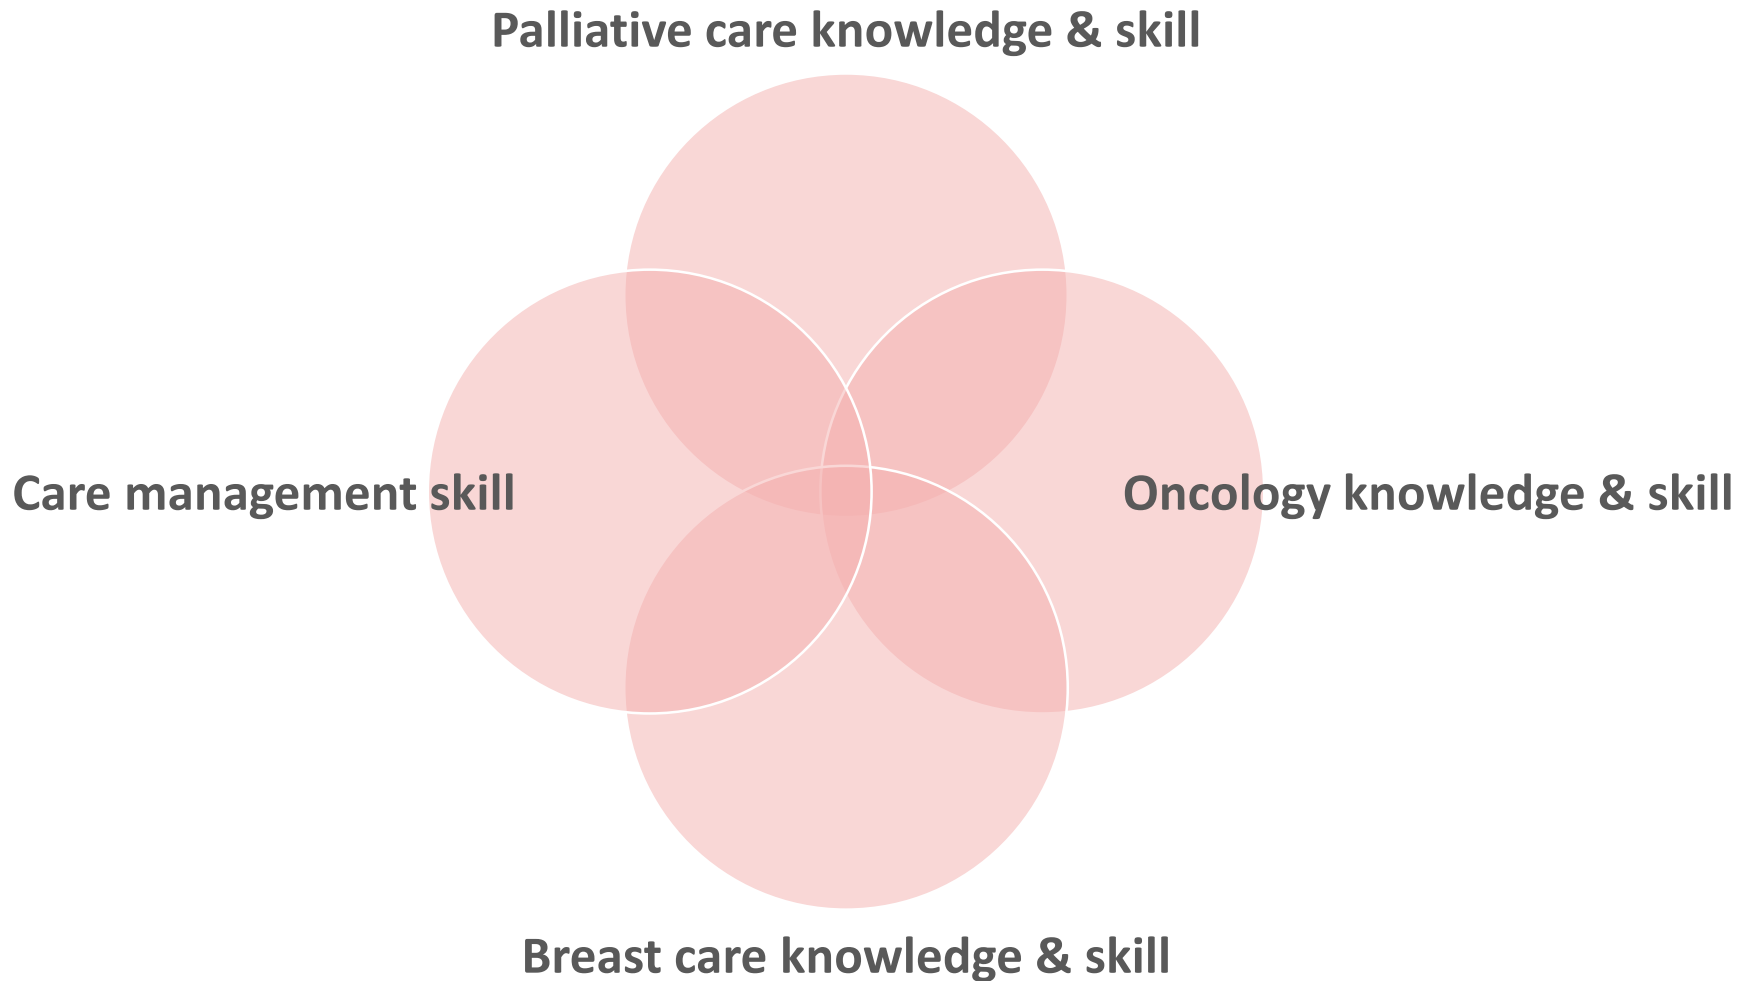 Palliative care knowledge & skill
Care management skill
Oncology knowledge & skill
Breast care knowledge & skill